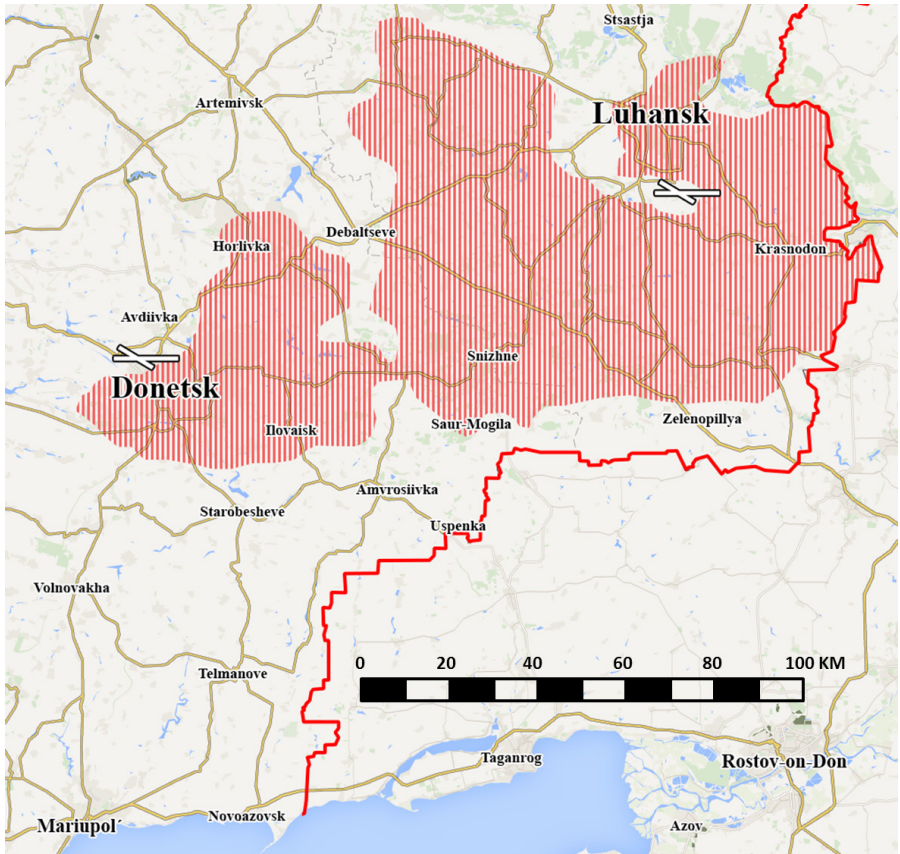 Stsastja
Artemivsk
Luhansk
Debaltseve
Horlivka
Krasnodon
Avdiivka
Snizhne
Donetsk
Saur-Mogila
Zelenopillya
Ilovaisk
Amvrosiivka
Starobesheve
Uspenka
Volnovakha
0 20 40 60 80 100 KM
Telmanove
Taganrog
Rostov-on-Don
Novoazovsk
Mariupol´
Azov